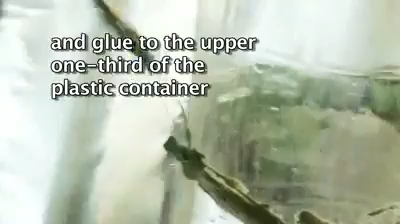 and glue to the upper
one-third of the
plastic container